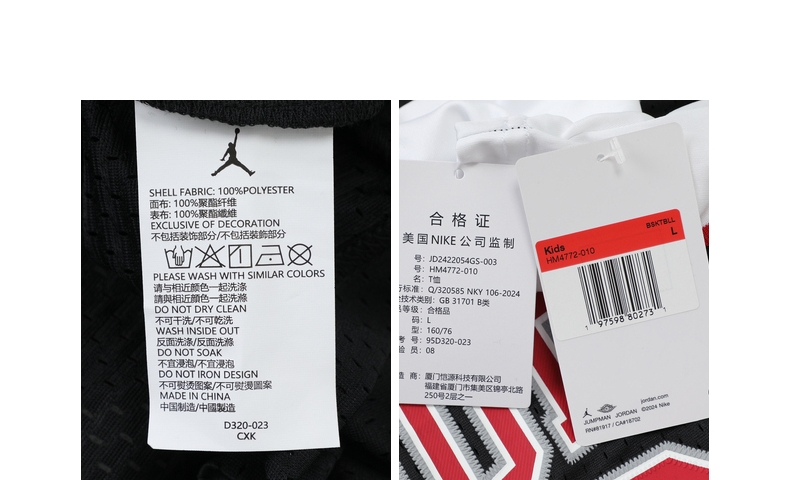 SHELL FABRIC: 100%POLYESTER
面布: 100%聚酯纤维
表布: 100%聚酯纖維
EXCLUSIVE OF DECORATION
不包括装饰部分/不包括裝飾部分
PLEASE WASH WITH SIMILAR COLORS
请与相近颜色一起洗涤
請與相近顏色一起洗滌
DO NOT DRY CLEAN
不可干洗/不可乾洗
WASH INSIDE OUT
反面洗涤/反面洗滌
DO NOT SOAK
不宜浸泡/不宜浸泡
DO NOT IRON DESIGN
不可熨烫图案/不可熨燙圖案
MADE IN CHINA
中国制造/中國製造
D320-023
CXK
合格证
美国NIKE公司监制
号: JD2422054GS-003
号: HM4772-010
名: T恤
行标准: Q/320585 NKY 106-2024
技术类别: GB 31701 B类
品等级: 合格品
码: L
型: 160/76
号: 95D320-023
验员: 08
造商: 厦门恺源科技有限公司
福建省厦门市集美区锦亭北路
250号2层之一
BSKTBLL
Kids
L
HM4772-010
1 97598 80273
jordan.com
JUMPMAN JORDAN ©2024 Nike
RN#81917 / CA#18702